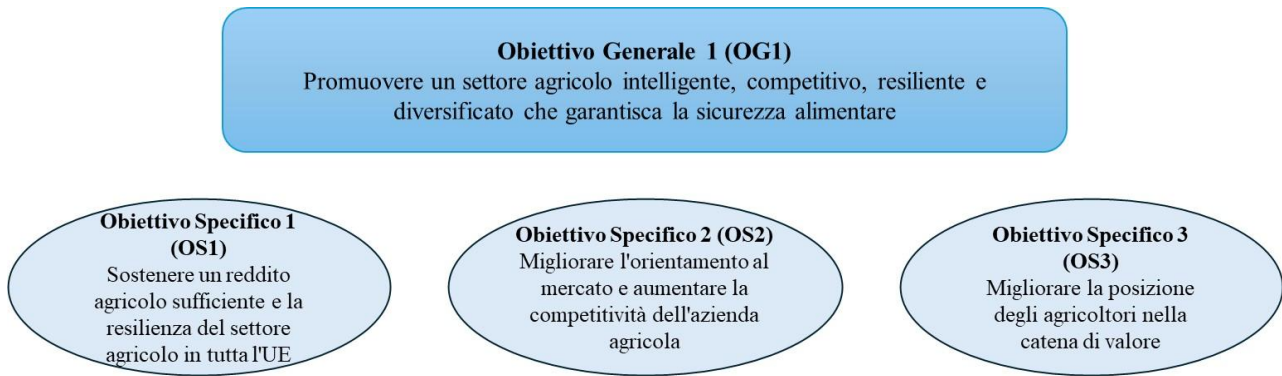 Obiettivo Generale 1 (OG1)
Promuovere un settore agricolo intelligente, competitivo, resiliente e
diversificato che garantisca la sicurezza alimentare
Obiettivo Specifico 1
(OS1)
Sostenere un reddito
agricolo sufficiente e la
resilienza del settore
agricolo in tutta l'UE
Obiettivo Specifico 2 (OS2)
Migliorare l'orientamento al
mercato e aumentare la
competitività dell'azienda
agricola
Obiettivo Specifico 3
(OS3)
Migliorare la posizione
degli agricoltori nella
catena di valore